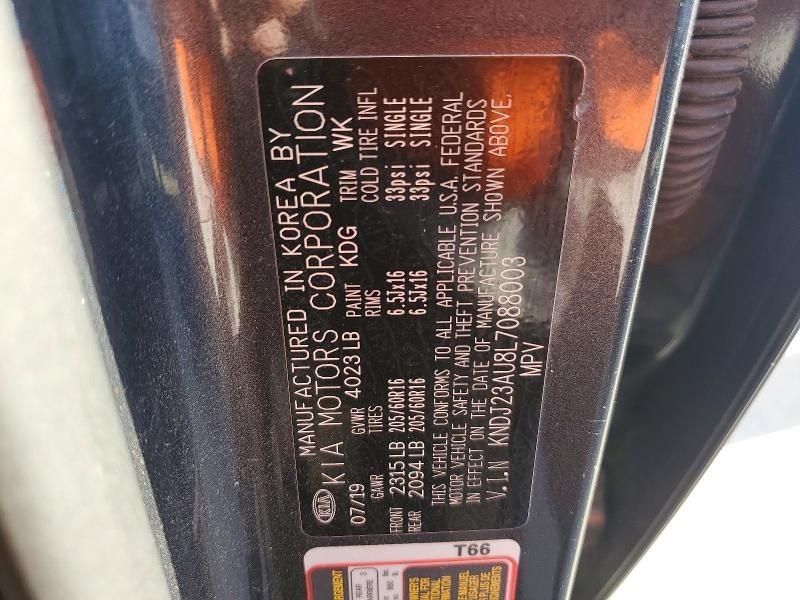 MANUFACTURED IN KOREA BY
KIA KIA MOTORS CORPORATION
07/19 GVWR 4023 LB PAINT KDG TRIM WK
GAWR TIRES RIMS COLD TIRE INFL
FRONT 2315 LB 205/60R16 6.5Jx16 33psi SINGLE
REAR 2094 LB 205/60R16 6.5Jx16 33psi SINGLE
THIS VEHICLE CONFORMS TO ALL APPLICABLE U.S.A. FEDERAL
MOTOR VEHICLE SAFETY AND THEFT PREVENTION STANDARDS
IN EFFECT ON THE DATE OF MANUFACTURE SHOWN ABOVE.
V.I.N KNDJ23AU8L7088003
MPV
T66
REAR